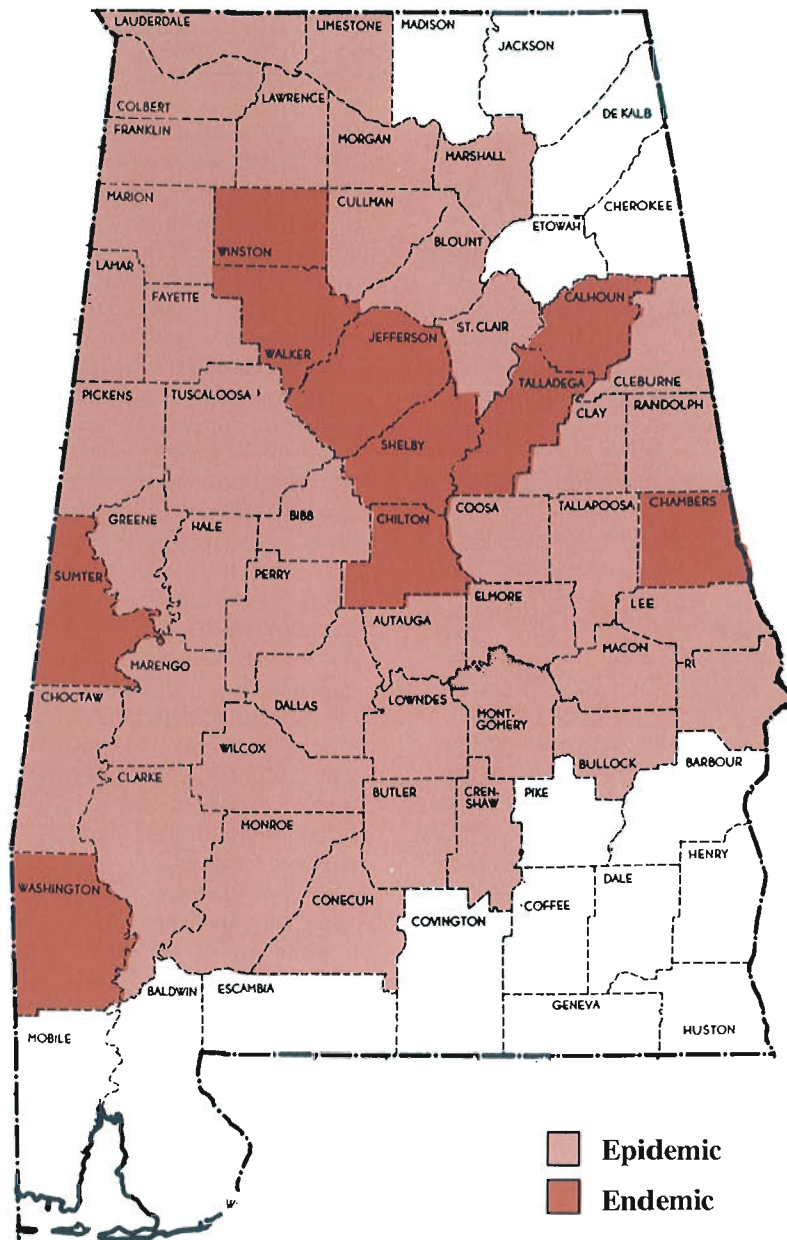 LAUDERDALE
LIMESTONE
MADISON
JACKSON
COLBERT
LAWRENCE
FRANKLIN
MORGAN
MARSHALL
DE KALB
MARION
CULLMAN
BLOUNT
ETOWAH
CHEROKEE
WINSTON
LAMAR
FAYETTE
WALKER
JEFFERSON
ST. CLAIR
CALHOUN
TALLADEGA
CLEBURNE
PICKENS
TUSCALOOSA
SHELBY
CLAY
RANDOLPH
GREENE
HALE
BIBB
CHILTON
COOSA
TALLAPOOSA
CHAMBERS
SUMTER
PERRY
AUTAUGA
ELMORE
LEE
MACON
MARENGO
RU
CHOCTAW
DALLAS
LOWNDES
MONT-
GOMERY
WILCOX
BULLOCK
BARBOUR
CLARKE
BUTLER
CREN-
SHAW
PIKE
MONROE
HENRY
WASHINGTON
CONECUH
COVINGTON
COFFEE
DALE
BALDWIN
ESCAMBIA
GENEVA
MOBILE
HUSTON
W
Epidemic
Endemic